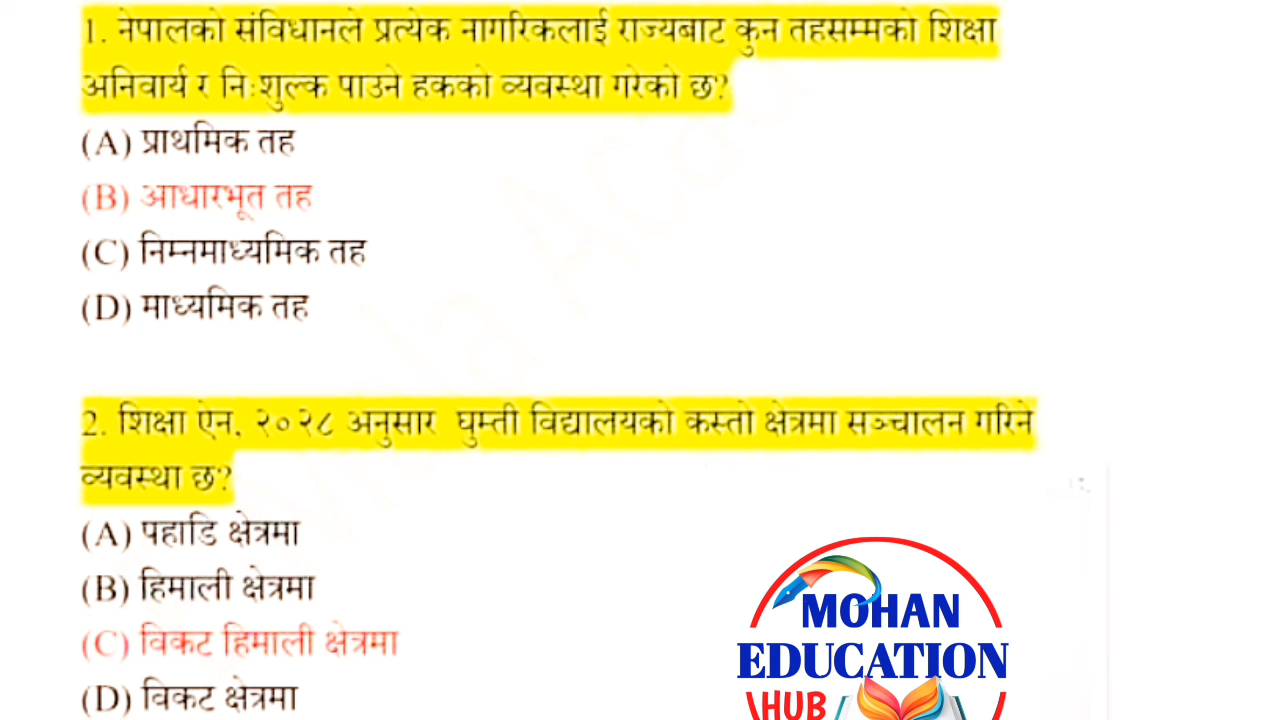 1. नेपालको संविधानले प्रत्येक नागरिकलाई राज्यबाट कुन तहसम्मको शिक्षा
अनिवार्य र निःशुल्क पाउने हकको व्यवस्था गरेको छ?
(A) प्राथमिक तह
(B) आधारभूत तह
(C) निम्नमाध्यमिक तह
(D) माध्यमिक तह
2. शिक्षा ऐन, २०२८ अनुसार घुम्ती विद्यालयको कस्तो क्षेत्रमा सञ्चालन गरिने
व्यवस्था छ?
(A) पहाडि क्षेत्रमा
(B) हिमाली क्षेत्रमा
(C) विकट हिमाली क्षेत्रमा
(D) विकट क्षेत्रमा
MOHAN
EDUCATION
HUB